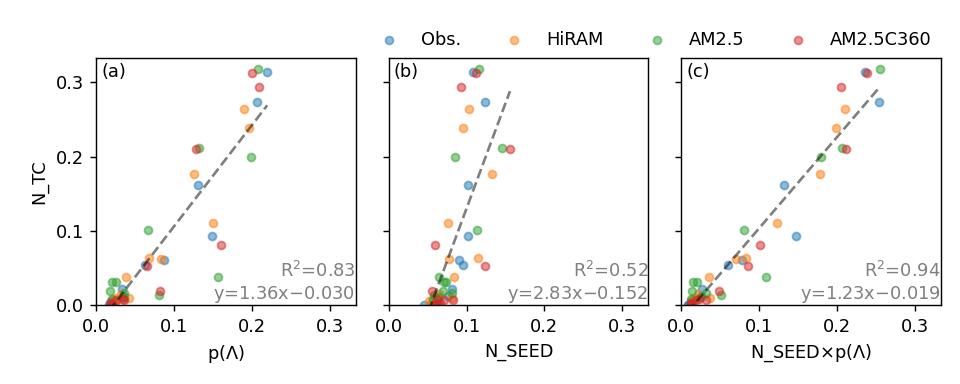 Obs. HiRAM AM2.5 AM2.5C360
(a) (b) (c)
N_TC
0.3
0.2
0.1
0.0
R²=0.83 R²=0.52 R²=0.94
y=1.36x−0.030 y=2.83x−0.152 y=1.23x−0.019
0.0 0.1 0.2 0.3 0.0 0.1 0.2 0.3 0.0 0.1 0.2 0.3
p(Λ) N_SEED N_SEED×p(Λ)